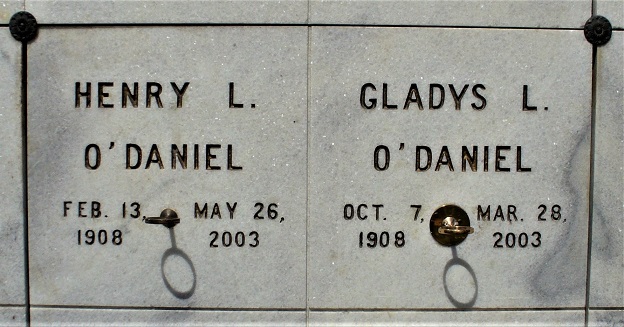 HENRY L.
O'DANIEL
FEB. 13, MAY 26,
1908 2003
GLADYS L.
O'DANIEL
OCT. 7, MAR. 28,
1908 2003